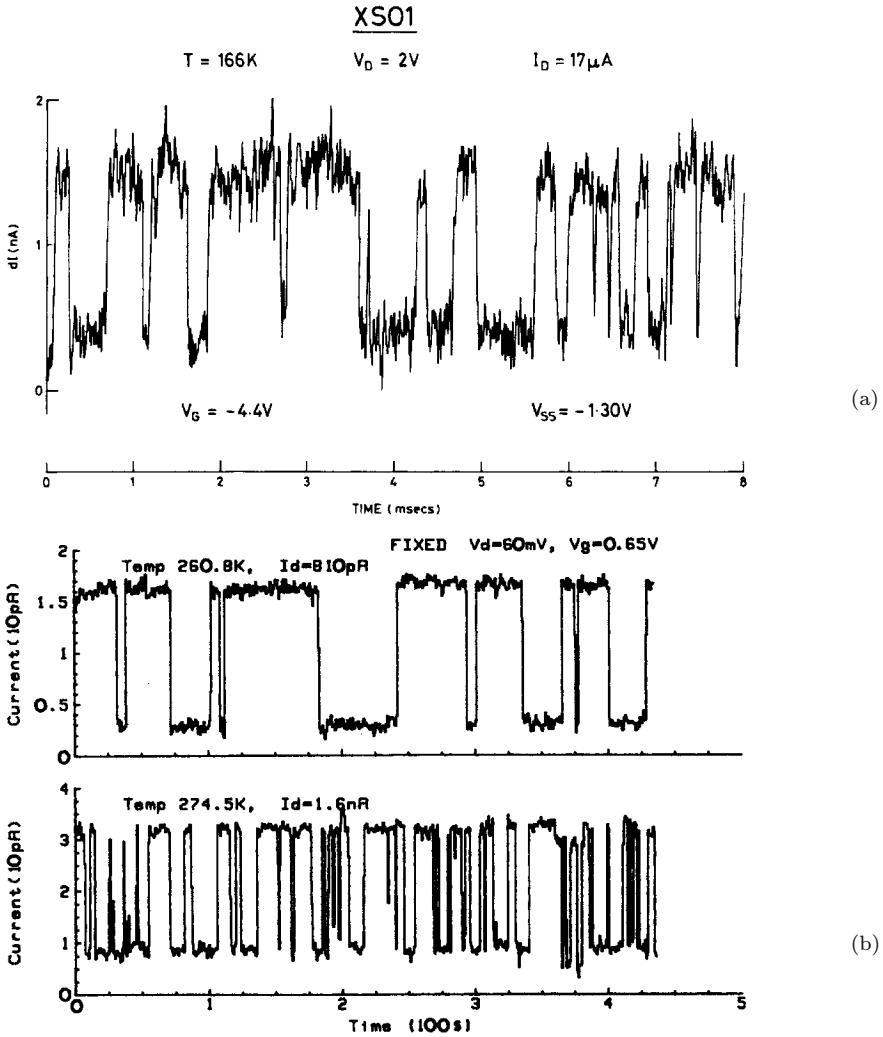 XS01
T = 166K V_D = 2V I_D = 17µA
2
1
0
dI (nA)
V_G = -4.4V V_SS = -1·30V
(a)
0 1 2 3 4 5 6 7 8
TIME (msecs)
FIXED Vd=60mV, Vg=0.65V
Temp 260.8K, Id=810pA
2
1.5
1
0.5
0
Current(10pA)
Temp 274.5K, Id=1.6nA
4
3
2
1
0
Current(10pA)
(b)
0 1 2 3 4 5
Time (100s)